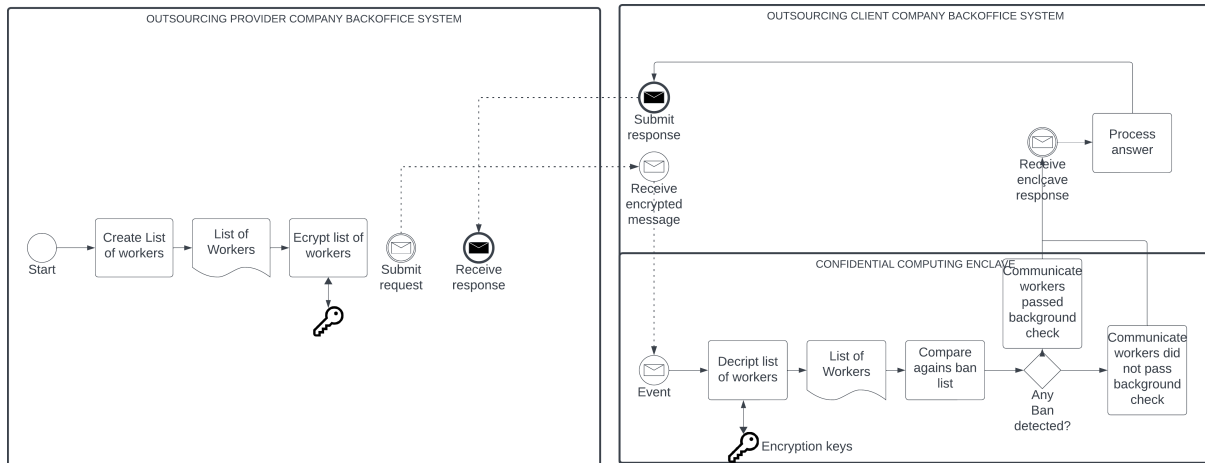 OUTSOURCING PROVIDER COMPANY BACKOFFICE SYSTEM
Start
Create List
of workers
List of
Workers
Ecrypt list of
workers
Submit
request
Receive
response
OUTSOURCING CLIENT COMPANY BACKOFFICE SYSTEM
Submit
response
Receive
encrypted
message
Receive
enclçave
response
Process
answer
CONFIDENTIAL COMPUTING ENCLAVE
Event
Decript list
of workers
Encryption keys
List of
Workers
Compare
agains ban
list
Any
Ban
detected?
Communicate
workers
passed
background
check
Communicate
workers did
not pass
background
check